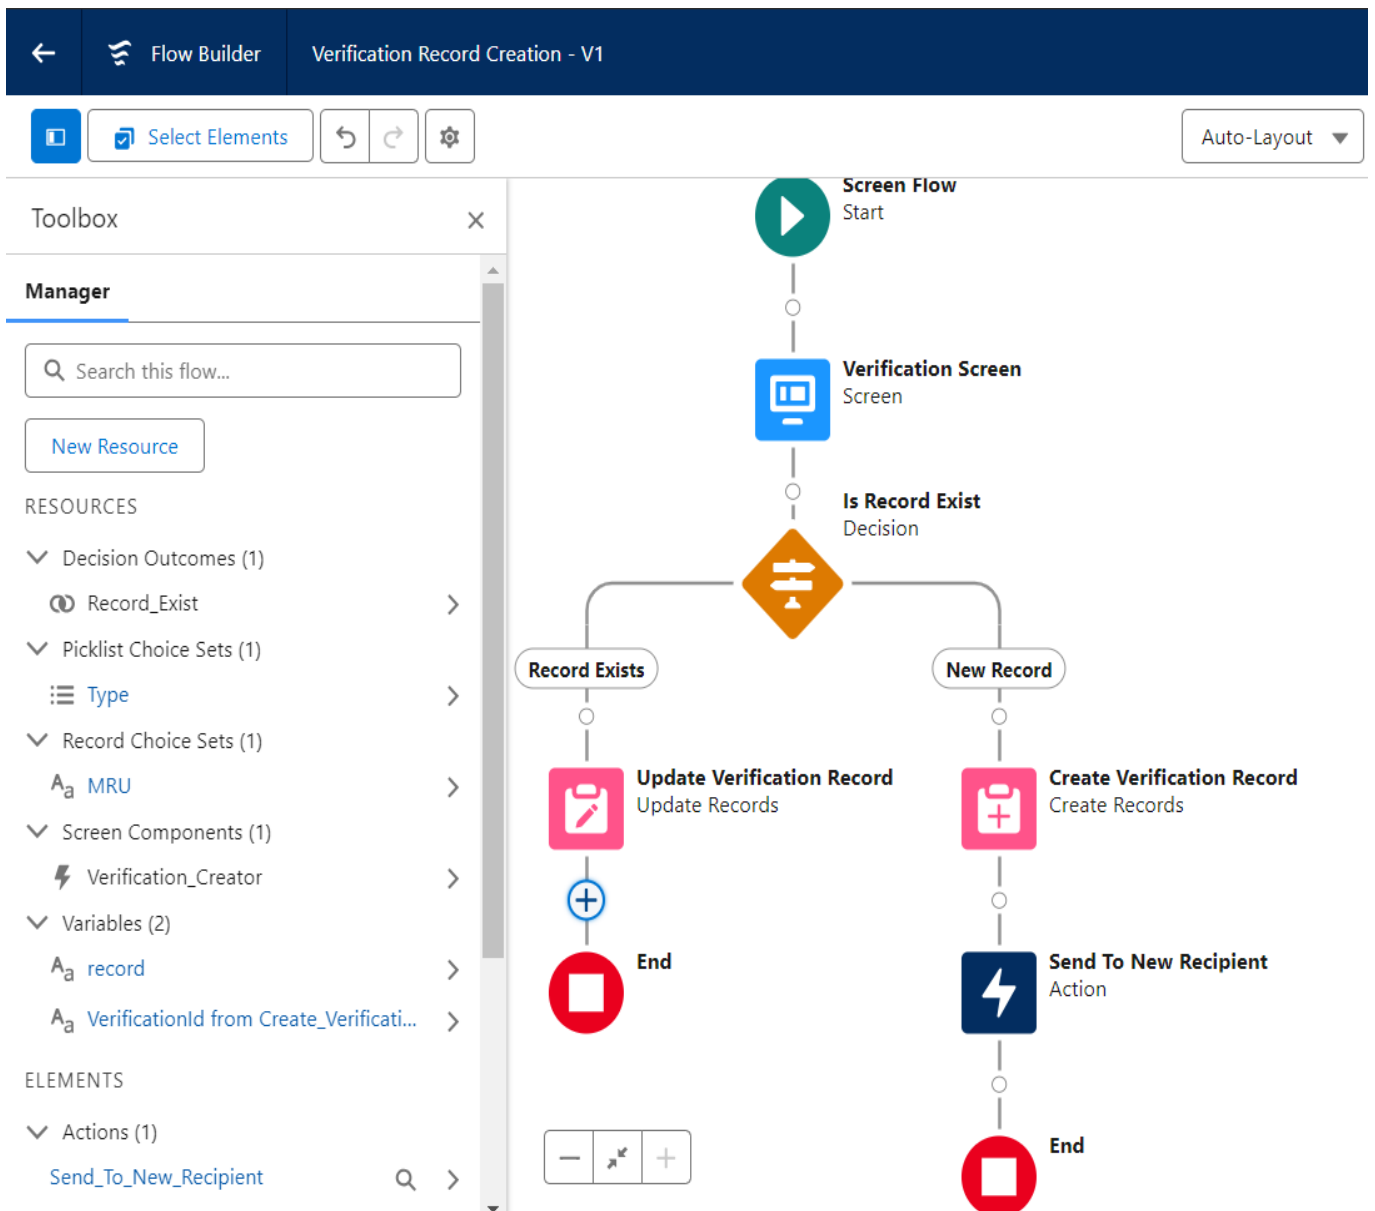 Flow Builder
Verification Record Creation - V1
Select Elements
Auto-Layout
Toolbox
Manager
Search this flow...
New Resource
RESOURCES
Decision Outcomes (1)
Record_Exist
Picklist Choice Sets (1)
Type
Record Choice Sets (1)
Aa MRU
Screen Components (1)
Verification_Creator
Variables (2)
Aa record
Aa VerificationId from Create_Verificati...
ELEMENTS
Actions (1)
Send_To_New_Recipient
Screen Flow
Start
Verification Screen
Screen
Is Record Exist
Decision
Record Exists
New Record
Update Verification Record
Update Records
Create Verification Record
Create Records
End
Send To New Recipient
Action
End